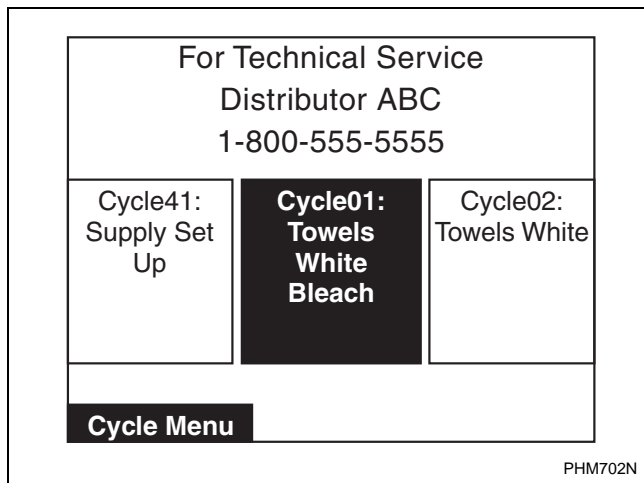 For Technical Service
Distributor ABC
1-800-555-5555
Cycle41:
Supply Set
Up
Cycle01:
Towels
White
Bleach
Cycle02:
Towels White
Cycle Menu
PHM702N